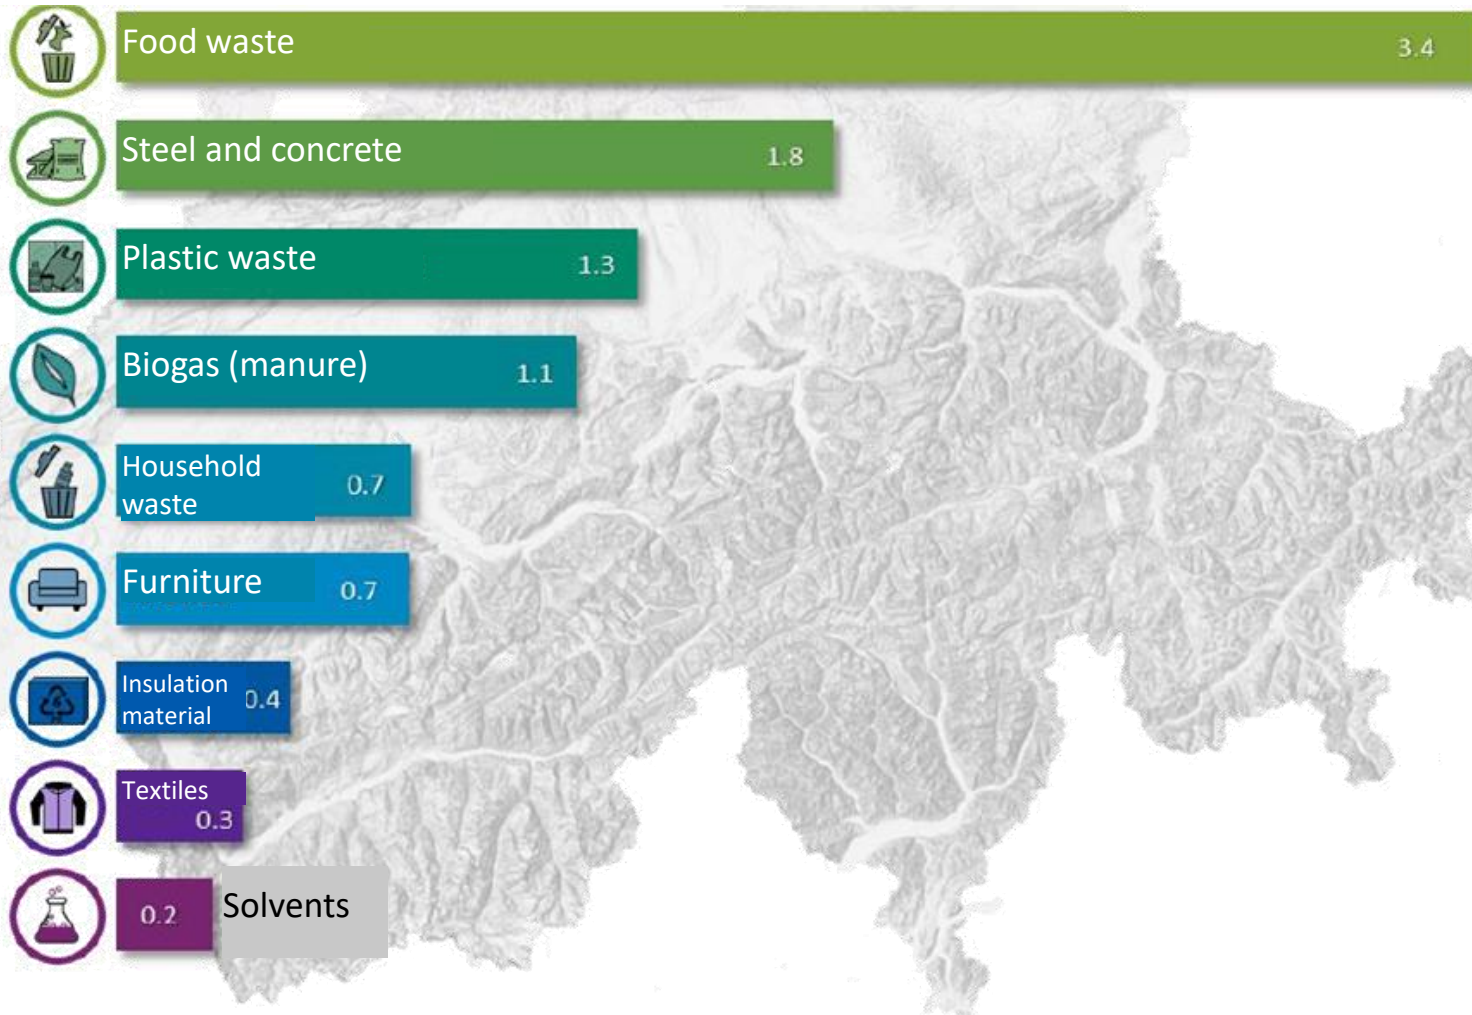 Food waste
3.4
Steel and concrete
1.8
Plastic waste
1.3
Biogas (manure)
1.1
Household
waste
0.7
Furniture
0.7
Insulation
material
0.4
Textiles
0.3
0.2
Solvents